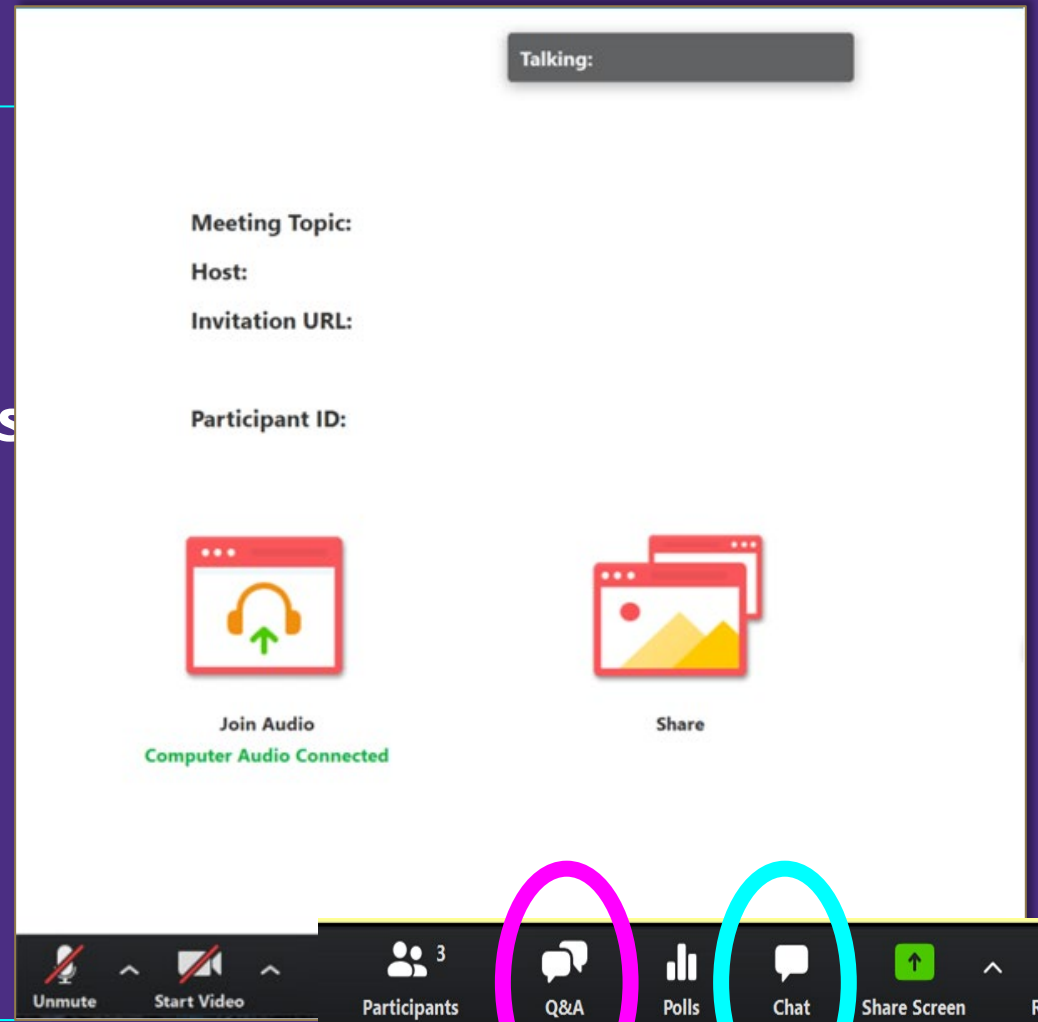 Talking:
Meeting Topic:
Host:
Invitation URL:
Participant ID:
Join Audio
Share
Computer Audio Connected
3
Unmute
Start Video
Participants
Q&A
Polls
Chat
Share Screen